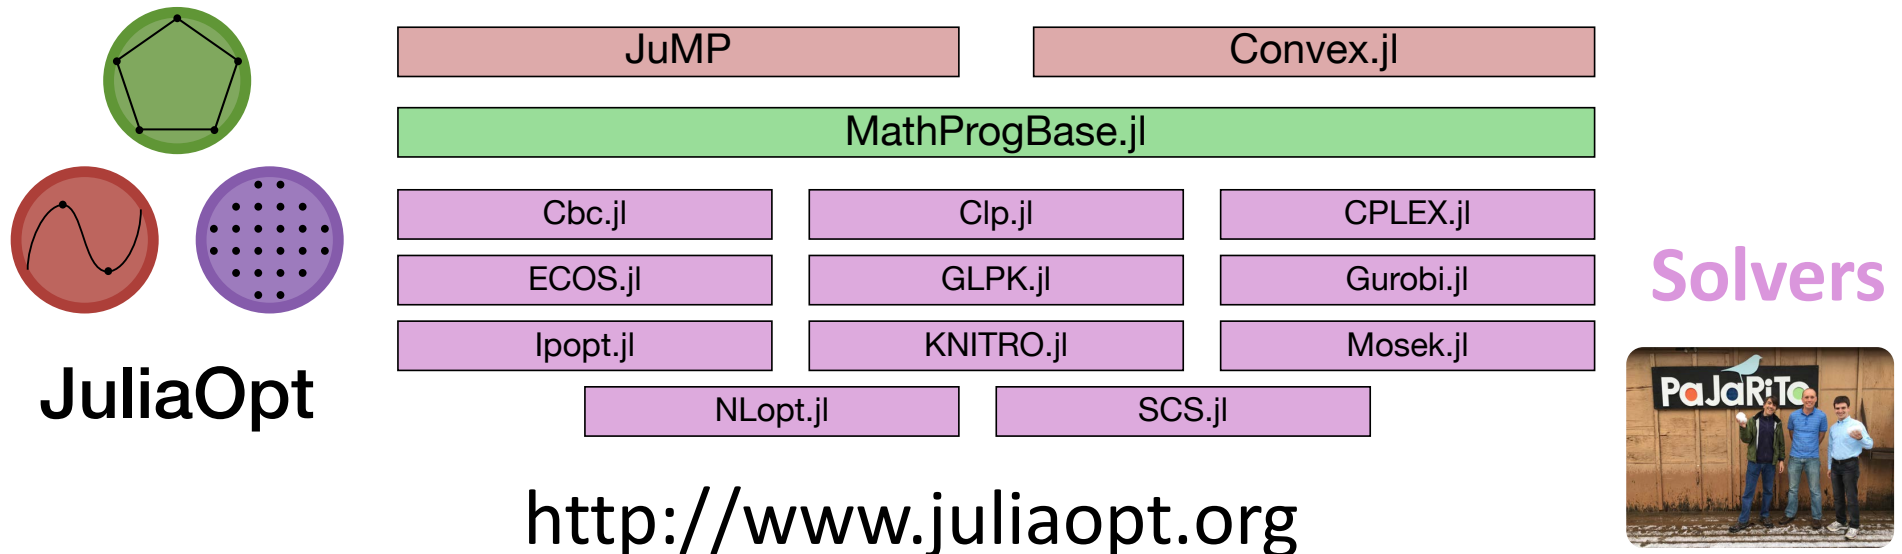 JuMP Convex.jl
MathProgBase.jl
Cbc.jl Clp.jl CPLEX.jl
ECOS.jl GLPK.jl Gurobi.jl
Ipopt.jl KNITRO.jl Mosek.jl
NLopt.jl SCS.jl
JuliaOpt
Solvers
PaJaRiTo
http://www.juliaopt.org